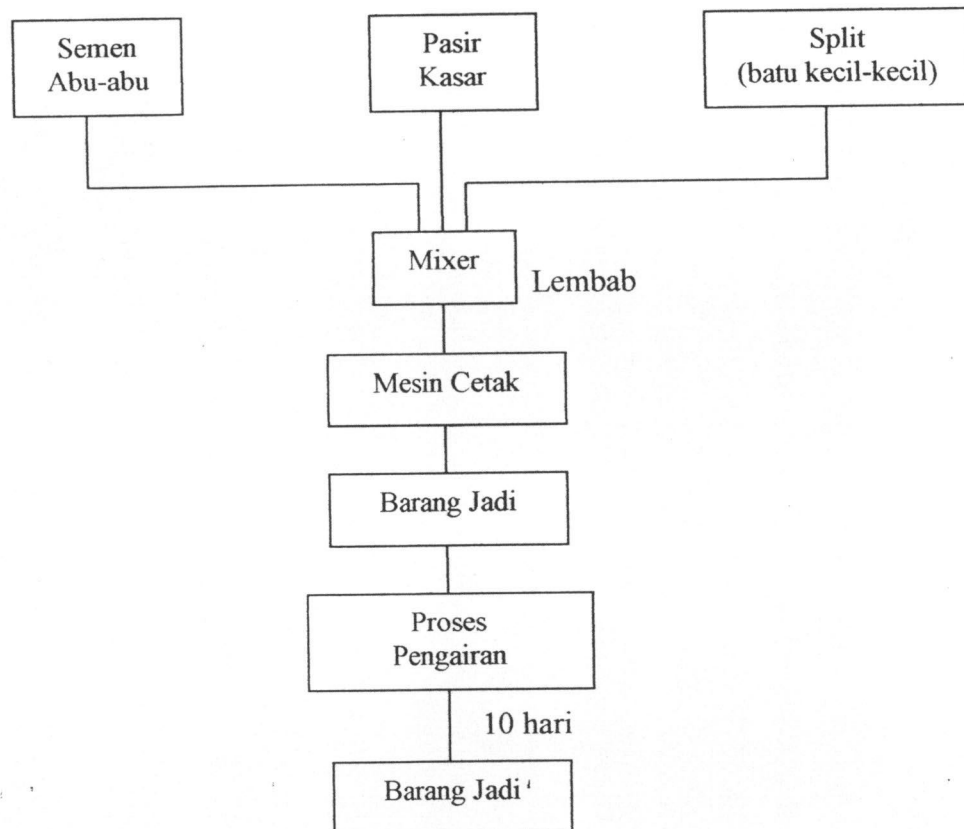 Semen
Abu-abu
Pasir
Kasar
Split
(batu kecil-kecil)
Mixer
Lembab
Mesin Cetak
Barang Jadi
Proses
Pengairan
10 hari
Barang Jadi